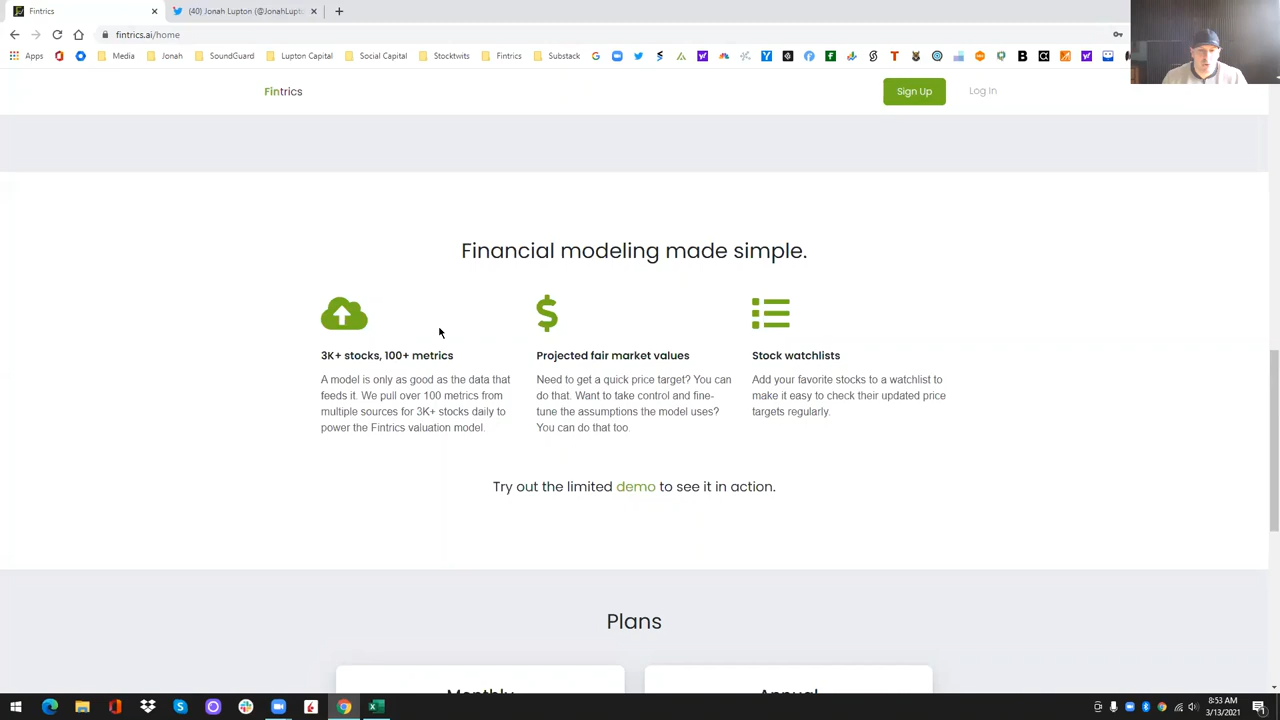 Fintrics
(40) Jonah Lupton (@JonahLupt
fintrics.ai/home
Apps
Media
Jonah
SoundGuard
Lupton Capital
Social Capital
Stocktwits
Fintrics
Substack
Fintrics
Sign Up
Log In
Financial modeling made simple.
3K+ stocks, 100+ metrics
A model is only as good as the data that
feeds it. We pull over 100 metrics from
multiple sources for 3K+ stocks daily to
power the Fintrics valuation model.
Projected fair market values
Need to get a quick price target? You can
do that. Want to take control and fine-
tune the assumptions the model uses?
You can do that too.
Stock watchlists
Add your favorite stocks to a watchlist to
make it easy to check their updated price
targets regularly.
Try out the limited demo to see it in action.
Plans
Monthly
Annual
8:53 AM
3/13/2021